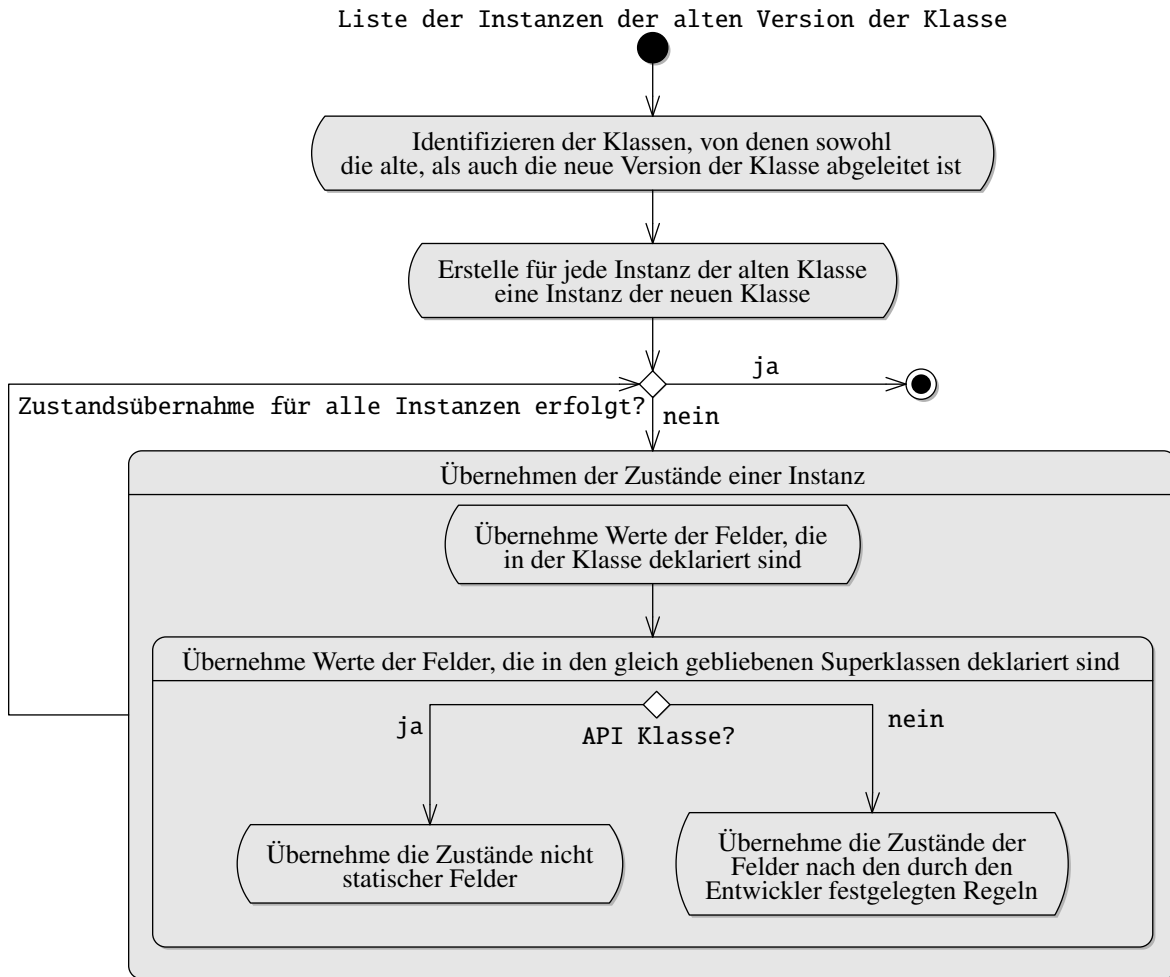 Liste der Instanzen der alten Version der Klasse
Identifizieren der Klassen, von denen sowohl
die alte, als auch die neue Version der Klasse abgeleitet ist
Erstelle für jede Instanz der alten Klasse
eine Instanz der neuen Klasse
ja
Zustandsübernahme für alle Instanzen erfolgt?
nein
Übernehmen der Zustände einer Instanz
Übernehme Werte der Felder, die
in der Klasse deklariert sind
Übernehme Werte der Felder, die in den gleich gebliebenen Superklassen deklariert sind
ja
API Klasse?
nein
Übernehme die Zustände nicht
statischer Felder
Übernehme die Zustände der
Felder nach den durch den
Entwickler festgelegten Regeln